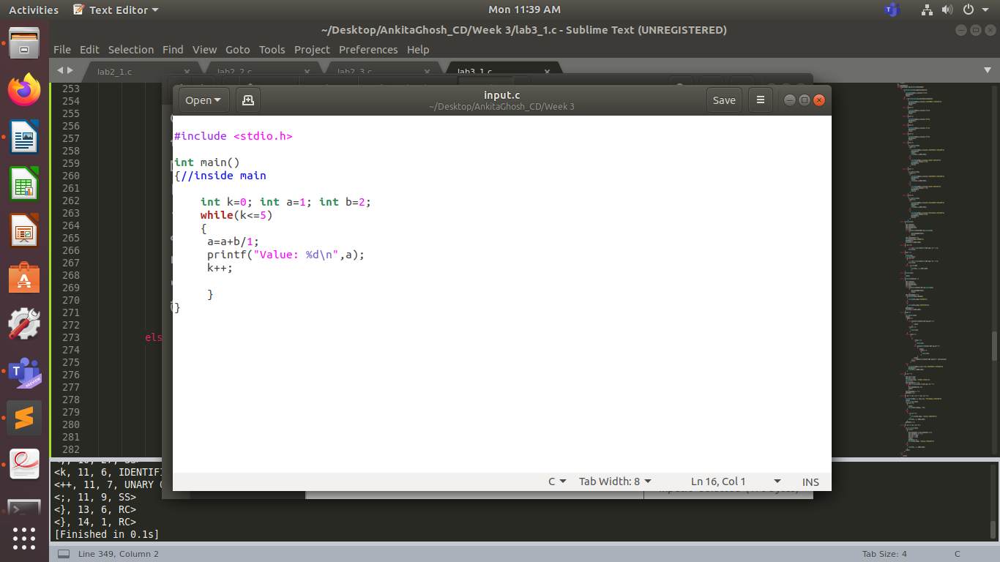 Activities
Text Editor
Mon 11:39 AM
~/Desktop/AnkitaGhosh_CD/Week 3/lab3_1.c - Sublime Text (UNREGISTERED)
File Edit Selection Find View Goto Tools Project Preferences Help
lab2_1.c × lab2_2.c × lab2_3.c × lab3_1.c ×
Open
input.c
~/Desktop/AnkitaGhosh_CD/Week 3
Save
#include <stdio.h>
int main()
{//inside main
int k=0; int a=1; int b=2;
while(k<=5)
{
a=a+b/1;
printf("Value: %d\n",a);
k++;
}
}
253
254
255
256
257
258
259
260
261
262
263
264
265
266
267
268
269
270
271
272
273 els
274
275
276
277
278
279
280
281
282
C Tab Width: 8 Ln 16, Col 1 INS
<k, 11, 6, IDENTIFI
<++, 11, 7, UNARY
<;, 11, 9, SS>
<}, 13, 6, RC>
<}, 14, 1, RC>
[Finished in 0.1s]
Line 349, Column 2
Tab Size: 4
C